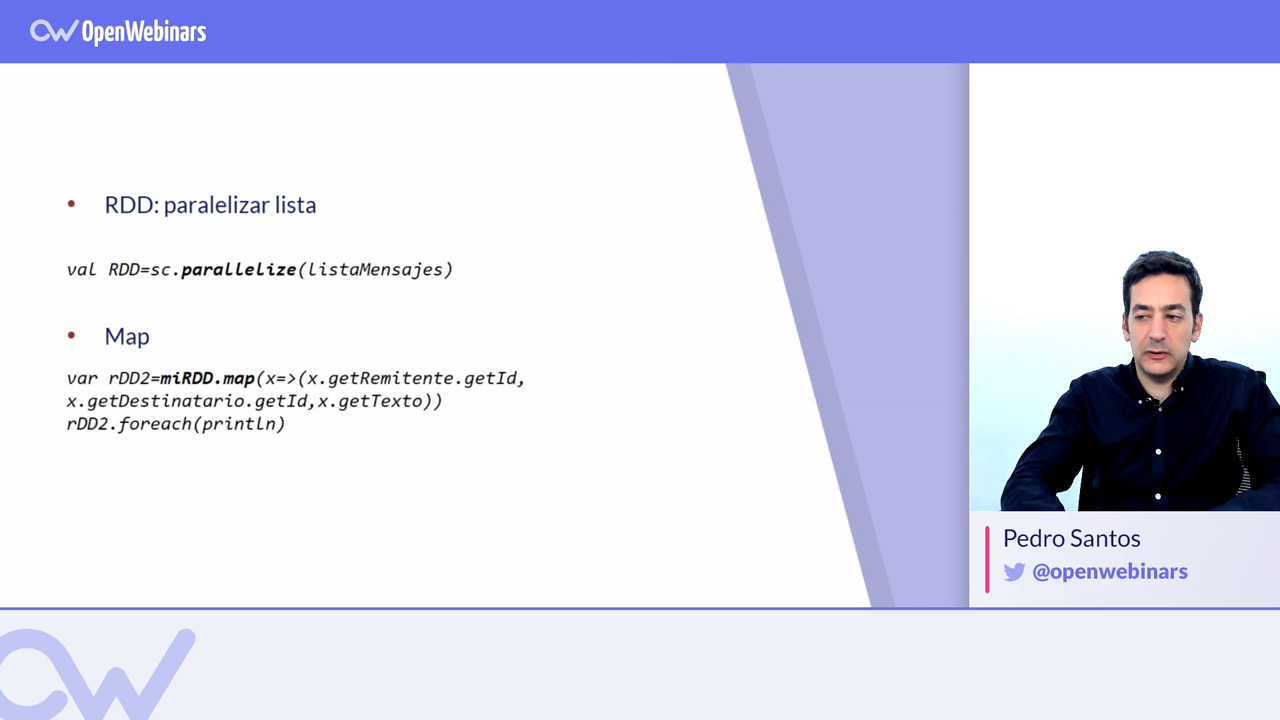 OpenWebinars
• RDD: paralelizar lista
val RDD=sc.parallelize(listaMensajes)
• Map
var rDD2=miRDD.map(x=>(x.getRemitente.getId,
x.getDestinatario.getId,x.getTexto))
rDD2.foreach(println)
Pedro Santos
@openwebinars